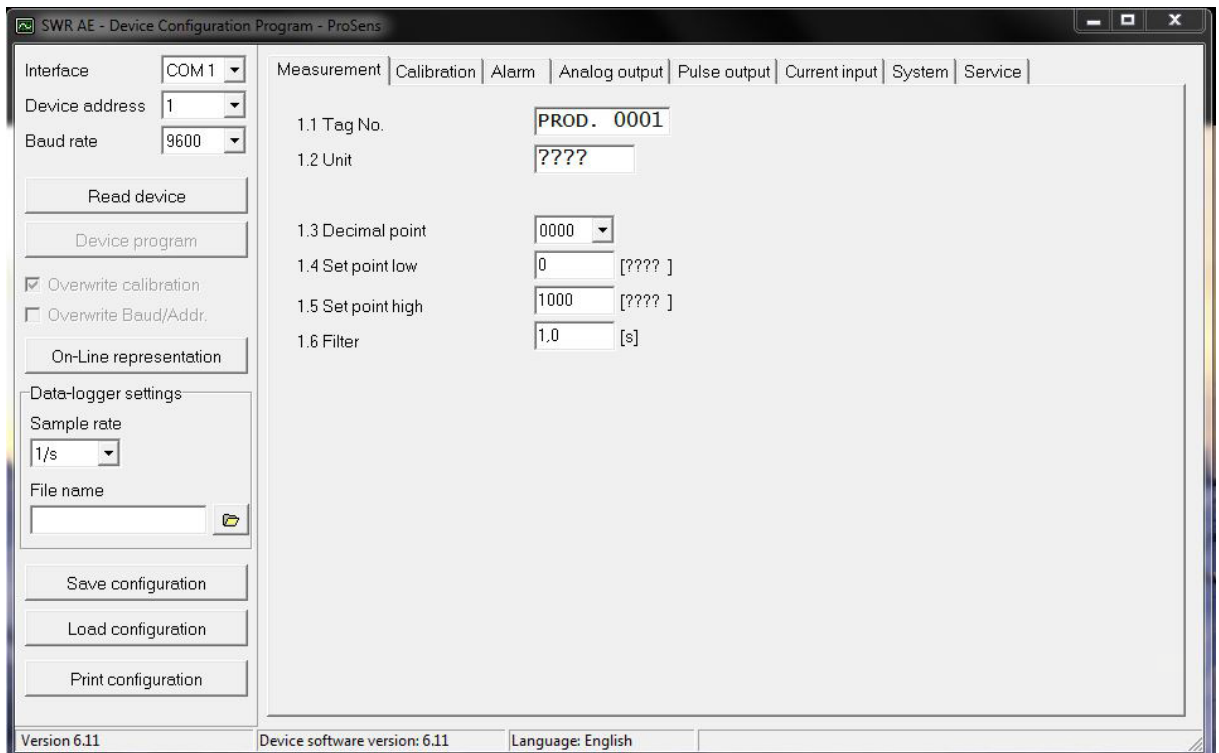 SWR AE - Device Configuration Program - ProSens
Interface COM 1
Device address 1
Baud rate 9600
Read device
Device program
Overwrite calibration
Overwrite Baud/Addr.
On-Line representation
Data-logger settings
Sample rate
1/s
File name
Save configuration
Load configuration
Print configuration
Measurement Calibration Alarm Analog output Pulse output Current input System Service
1.1 Tag No. PROD. 0001
1.2 Unit ????
1.3 Decimal point 0000
1.4 Set point low 0 [???? ]
1.5 Set point high 1000 [???? ]
1.6 Filter 1,0 [s]
Version 6.11 Device software version: 6.11 Language: English